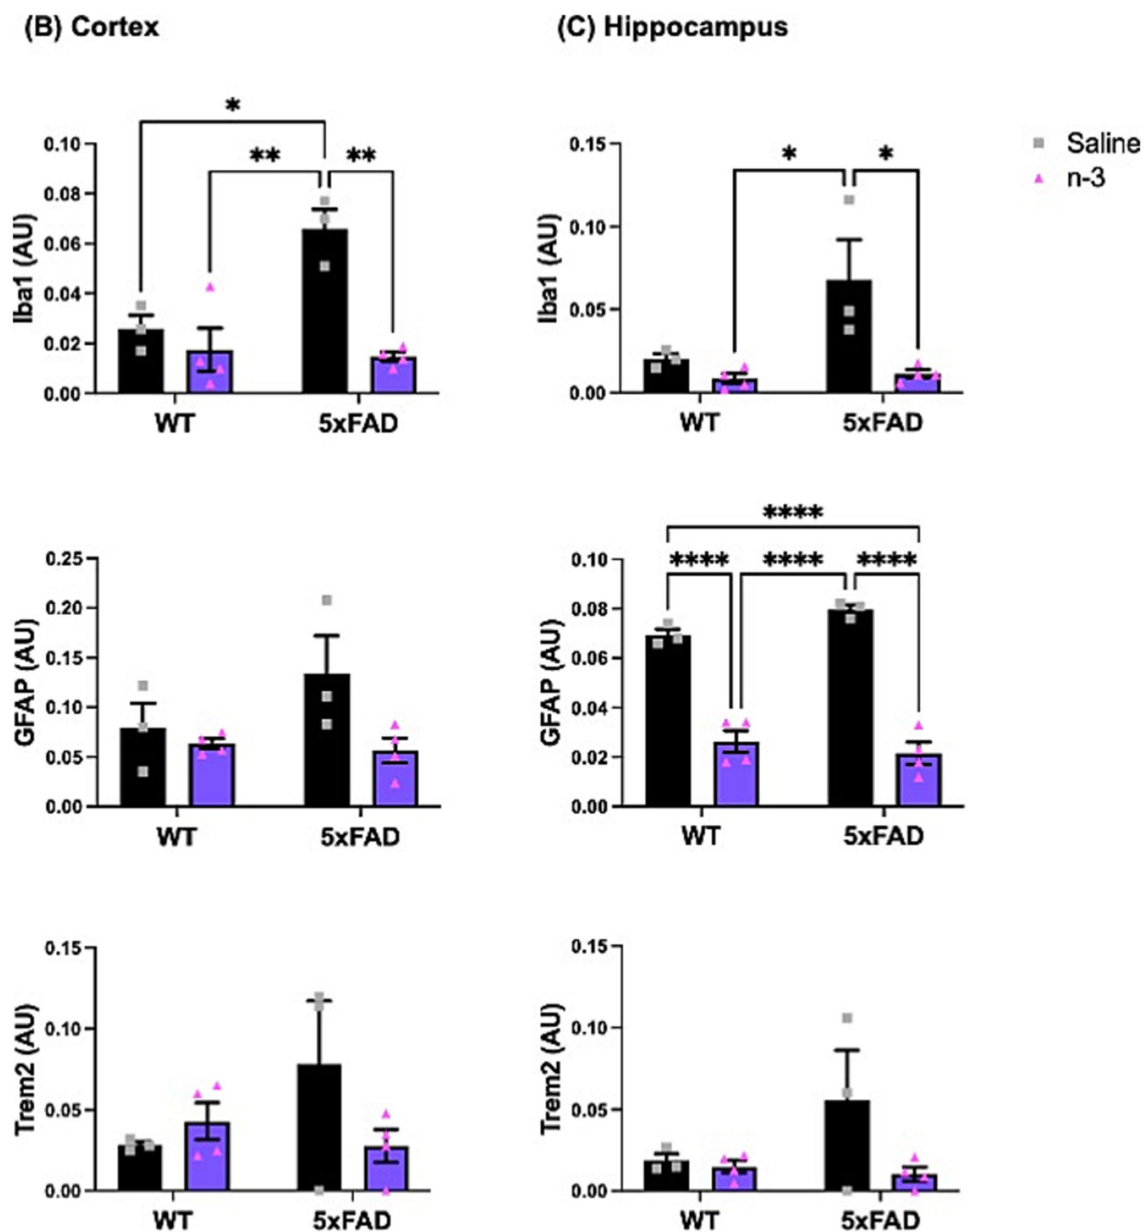 (B) Cortex
(C) Hippocampus
Saline
n-3
*
**
**
Iba1 (AU)
0.10
0.08
0.06
0.04
0.02
0.00
WT
5xFAD
*
*
Iba1 (AU)
0.15
0.10
0.05
0.00
WT
5xFAD
GFAP (AU)
0.25
0.20
0.15
0.10
0.05
0.00
WT
5xFAD
****
****
****
****
GFAP (AU)
0.10
0.08
0.06
0.04
0.02
0.00
WT
5xFAD
Trem2 (AU)
0.15
0.10
0.05
0.00
WT
5xFAD
Trem2 (AU)
0.15
0.10
0.05
0.00
WT
5xFAD